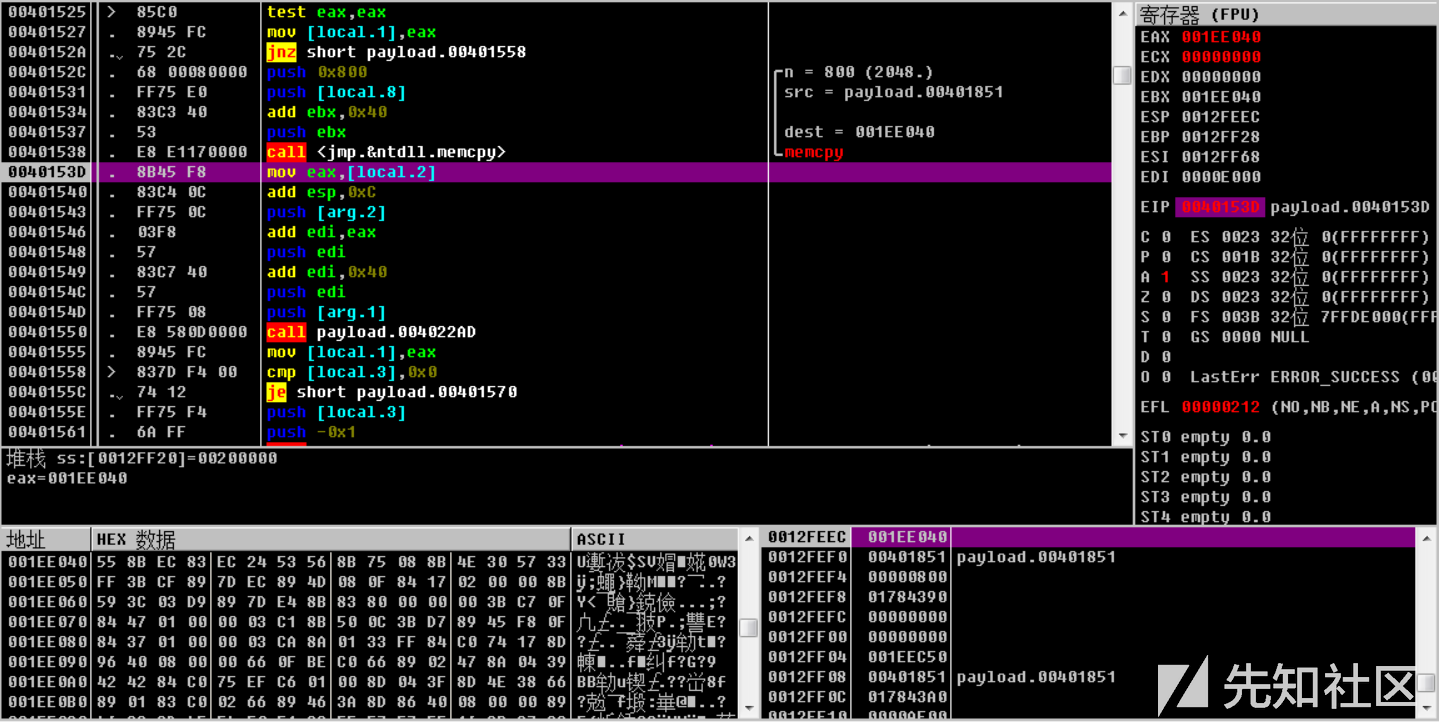 00401525 > 85C0 test eax,eax
00401527 . 8945 FC mov [local.1],eax
0040152A .⌄ 75 2C jnz short payload.00401558
0040152C . 68 00080000 push 0x800 n = 800 (2048.)
00401531 . FF75 E0 push [local.8] src = payload.00401851
00401534 . 83C3 40 add ebx,0x40
00401537 . 53 push ebx dest = 001EE040
00401538 . E8 E1170000 call <jmp.&ntdll.memcpy> memcpy
0040153D . 8B45 F8 mov eax,[local.2]
00401540 . 83C4 0C add esp,0xC
00401543 . FF75 0C push [arg.2]
00401546 . 03F8 add edi,eax
00401548 . 57 push edi
00401549 . 83C7 40 add edi,0x40
0040154C . 57 push edi
0040154D . FF75 08 push [arg.1]
00401550 . E8 580D0000 call payload.004022AD
00401555 . 8945 FC mov [local.1],eax
00401558 > 837D F4 00 cmp [local.3],0x0
0040155C .⌄ 74 12 je short payload.00401570
0040155E . FF75 F4 push [local.3]
00401561 . 6A FF push -0x1
寄存器 (FPU)
EAX 001EE040
ECX 00000000
EDX 00000000
EBX 001EE040
ESP 0012FEEC
EBP 0012FF28
ESI 0012FF68
EDI 0000E000
EIP 0040153D payload.0040153D
C 0 ES 0023 32位 0(FFFFFFFF)
P 0 CS 001B 32位 0(FFFFFFFF)
A 1 SS 0023 32位 0(FFFFFFFF)
Z 0 DS 0023 32位 0(FFFFFFFF)
S 0 FS 003B 32位 7FFDE000(FFF
T 0 GS 0000 NULL
D 0
O 0 LastErr ERROR_SUCCESS (00
EFL 00000212 (NO,NB,NE,A,NS,PO
ST0 empty 0.0
ST1 empty 0.0
ST2 empty 0.0
ST3 empty 0.0
ST4 empty 0.0
堆栈 ss:[0012FF20]=00200000
eax=001EE040
地址 HEX 数据 ASCII
001EE040 55 8B EC 83 EC 24 53 56 8B 75 08 8B 4E 30 57 33
001EE050 FF 3B CF 89 7D EC 89 4D 08 0F 84 17 02 00 00 8B
001EE060 59 3C 03 D9 89 7D E4 8B 83 80 00 00 00 3B C7 0F
001EE070 84 47 01 00 00 03 C1 8B 50 0C 3B D7 89 45 F8 0F
001EE080 84 37 01 00 00 03 CA 8A 01 33 FF 84 C0 74 17 8D
001EE090 96 40 08 00 00 66 0F BE C0 66 89 02 47 8A 04 39
001EE0A0 42 42 84 C0 75 EF C6 01 00 8D 04 3F 8D 4E 38 66
001EE0B0 89 01 83 C0 02 66 89 46 3A 8D 86 40 08 00 00 89
0012FEEC 001EE040
0012FEF0 00401851 payload.00401851
0012FEF4 00000800
0012FEF8 01784390
0012FEFC 00000000
0012FF00 00000000
0012FF04 001EEC50
0012FF08 00401851 payload.00401851
0012FF0C 017843A0
先知社区